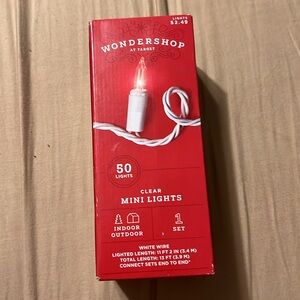 LIGHTS
$3.49
WONDERSHOP
AT TARGET
50
LIGHTS
CLEAR
MINI LIGHTS
INDOOR
OUTDOOR
1
SET
WHITE WIRE
LIGHTED LENGTH: 11 FT 2 IN (3.4 M)
TOTAL LENGTH: 13 FT (3.9 M)
CONNECT SETS END TO END*